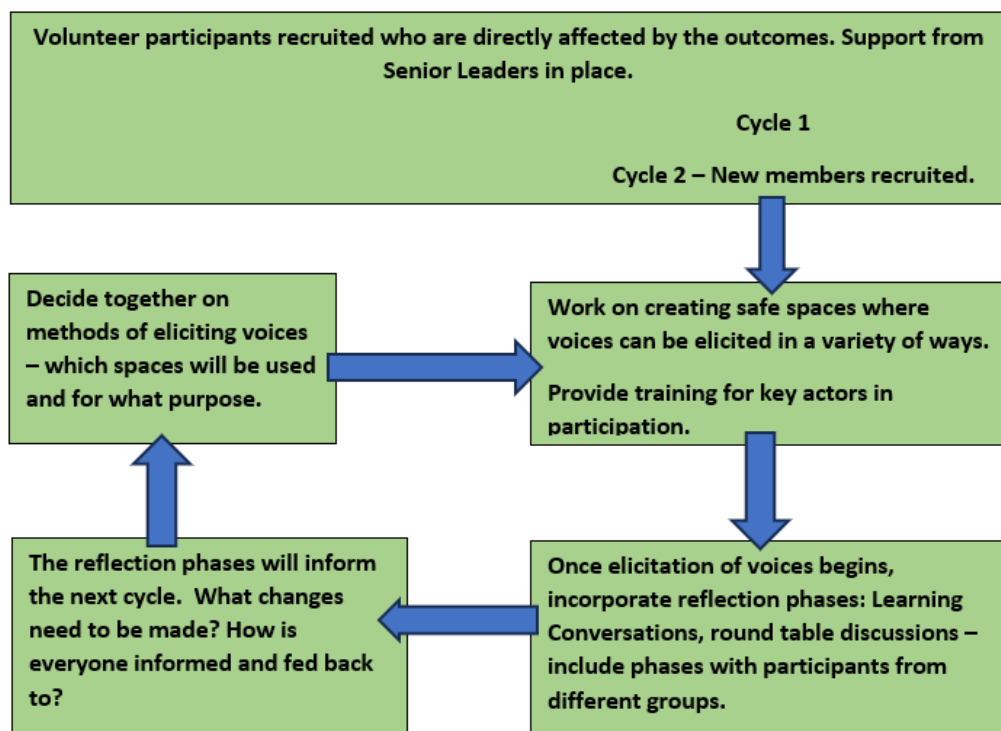 Volunteer participants recruited who are directly affected by the outcomes. Support from
Senior Leaders in place.
Cycle 1
Cycle 2 – New members recruited.
Decide together on
methods of eliciting voices
– which spaces will be used
and for what purpose.
Work on creating safe spaces where
voices can be elicited in a variety of ways.
Provide training for key actors in
participation.
The reflection phases will inform
the next cycle.  What changes
need to be made? How is
everyone informed and fed back
to?
Once elicitation of voices begins,
incorporate reflection phases: Learning
Conversations, round table discussions –
include phases with participants from
different groups.